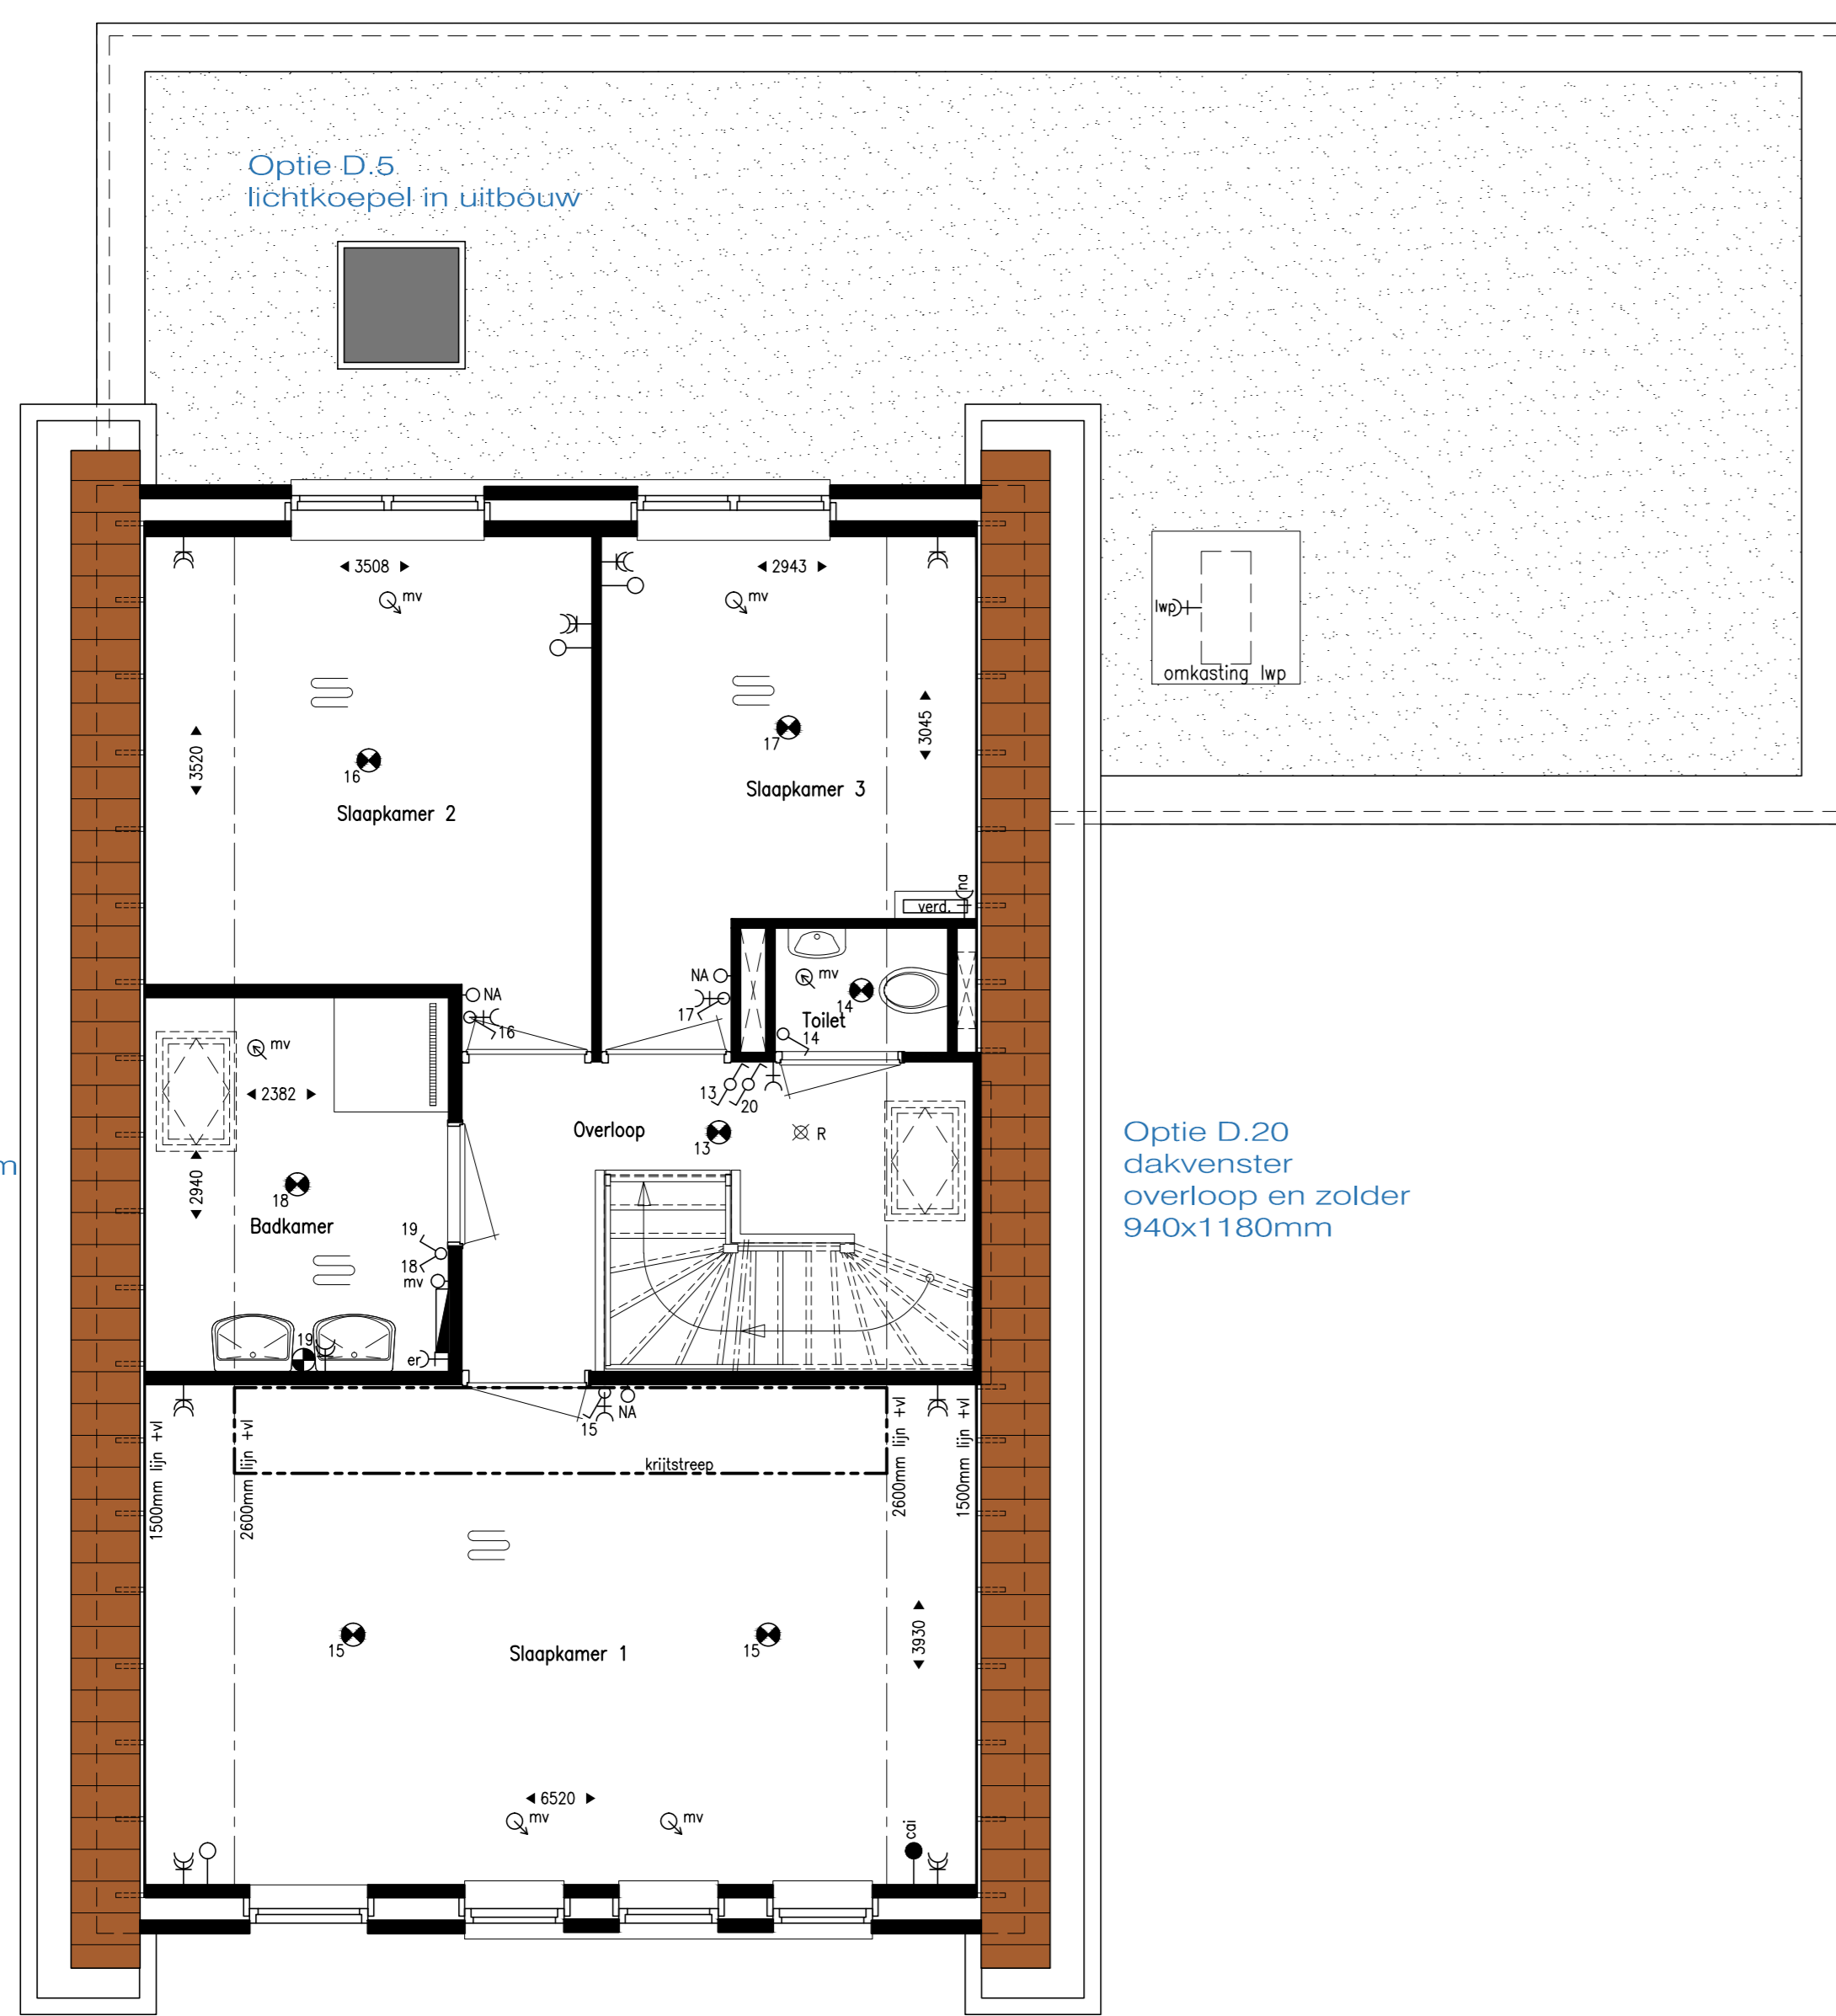 Optie D.5
lichtkoepel in uitbouw
3508
2943
mv
mv
lwp
omkasting lwp
3520
3045
16
17
Slaapkamer 2
Slaapkamer 3
na
verd.
NA
NA
mv
14
16
17
Toilet
14
mv
2382
13
20
Overloop
13
R
Optie D.20
dakvenster
overloop en zolder
940x1180mm
m
2940
18
Badkamer
19
18
mv
19
er
15
NA
krijtstreep
1500mm lijn +vl
2600mm lijn +vl
2600mm lijn +vl
1500mm lijn +vl
15
Slaapkamer 1
15
3930
6520
mv
mv
cai